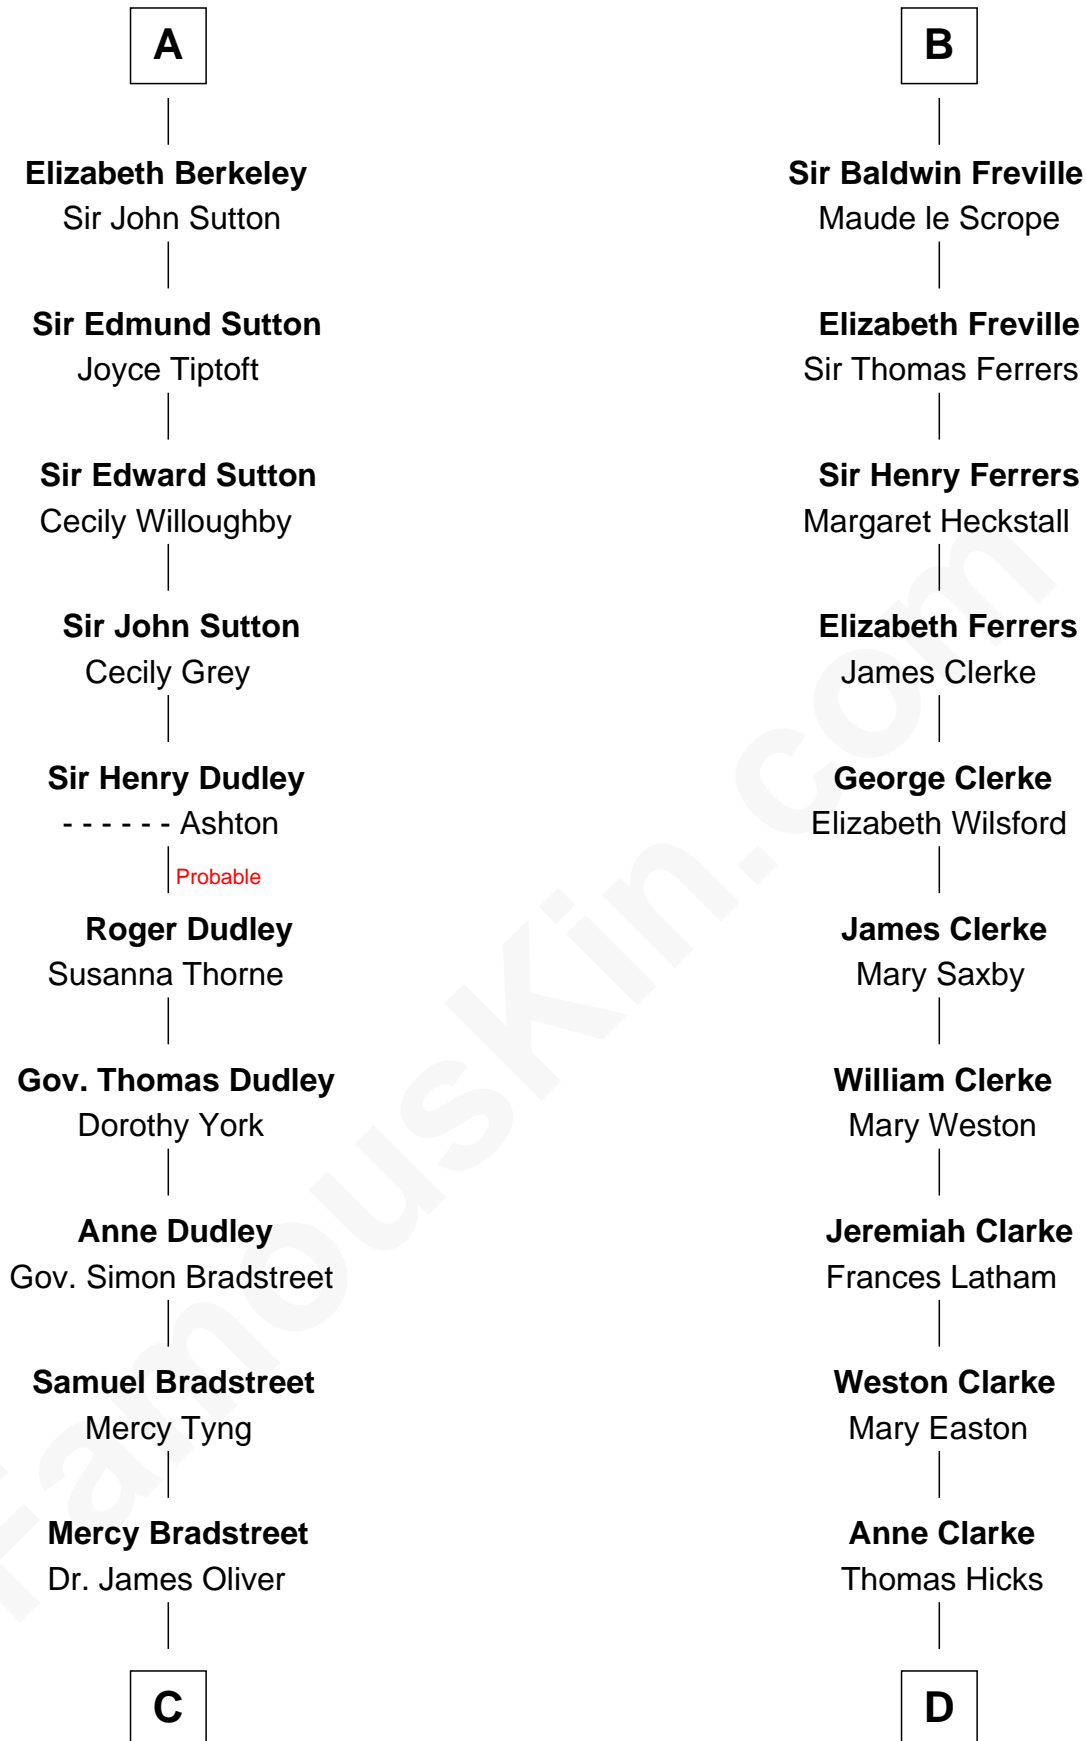 A
Elizabeth Berkeley
Sir John Sutton
Sir Edmund Sutton
Joyce Tiptoft
Sir Edward Sutton
Cecily Willoughby
Sir John Sutton
Cecily Grey
Sir Henry Dudley
- - - - - - Ashton
Probable
Roger Dudley
Susanna Thorne
Gov. Thomas Dudley
Dorothy York
Anne Dudley
Gov. Simon Bradstreet
Samuel Bradstreet
Mercy Tyng
Mercy Bradstreet
Dr. James Oliver
C
B
Sir Baldwin Freville
Maude le Scrope
Elizabeth Freville
Sir Thomas Ferrers
Sir Henry Ferrers
Margaret Heckstall
Elizabeth Ferrers
James Clerke
George Clerke
Elizabeth Wilsford
James Clerke
Mary Saxby
William Clerke
Mary Weston
Jeremiah Clarke
Frances Latham
Weston Clarke
Mary Easton
Anne Clarke
Thomas Hicks
D
FamousKin.com